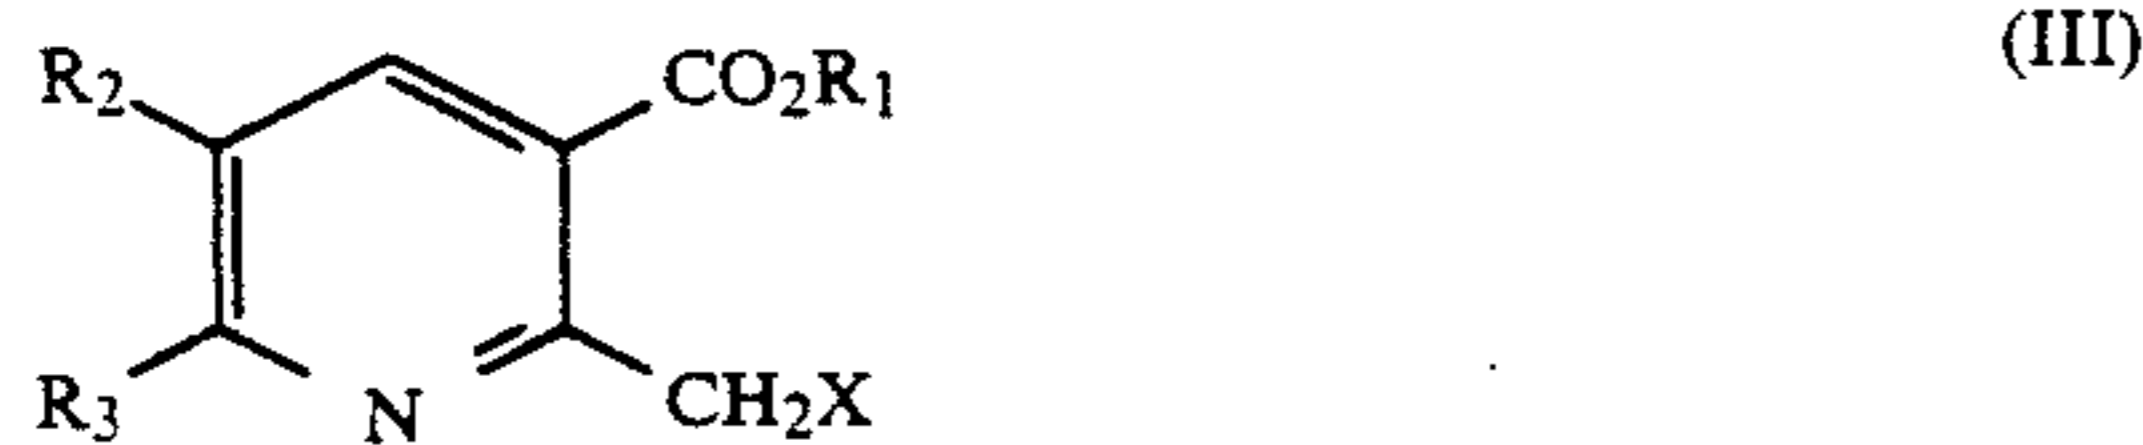 R₂ CO₂R₁ (III)
R₃ N CH₂X